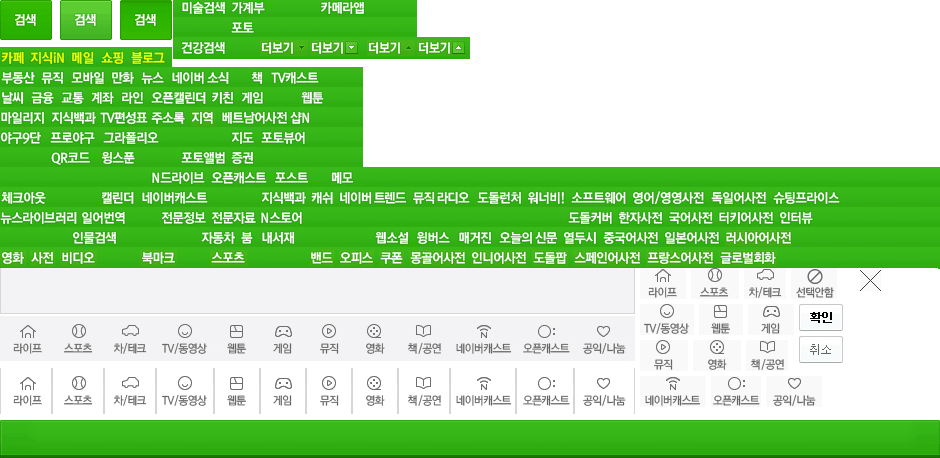 검색 검색 검색
미술검색 가계부 카메라앱
포토
건강검색 더보기 더보기 더보기 더보기
카페 지식iN 메일 쇼핑 블로그
부동산 뮤직 모바일 만화 뉴스 네이버 소식 책 TV캐스트
날씨 금융 교통 계좌 라인 오픈캘린더 키친 게임 웹툰
마일리지 지식백과 TV편성표 주소록 지역 베트남어사전 샵N
야구9단 프로야구 그라폴리오 지도 포토뷰어
QR코드 윙스푼 포토앨범 증권
N드라이브 오픈캐스트 포스트 메모
체크아웃 캘린더 네이버캐스트 지식백과 캐쉬 네이버 트렌드 뮤직 라디오 도돌런처 워너비! 소프트웨어 영어/영영사전 독일어사전 슈팅프라이스
뉴스라이브러리 일어번역 전문정보 전문자료 N스토어 도돌커버 한자사전 국어사전 터키어사전 인터뷰
인물검색 자동차 붐 내서재 웹소설 윙버스 매거진 오늘의 신문 열두시 중국어사전 일본어사전 러시아어사전
영화 사전 비디오 북마크 스포츠 밴드 오피스 쿠폰 몽골어사전 인니어사전 도돌팝 스페인어사전 프랑스어사전 글로벌회화
라이프 스포츠 차/테크 선택안함
TV/동영상 웹툰 게임 확인
라이프 스포츠 차/테크 TV/동영상 웹툰 게임 뮤직 영화 책/공연 네이버캐스트 오픈캐스트 공익/나눔
뮤직 영화 책/공연 취소
라이프 스포츠 차/테크 TV/동영상 웹툰 게임 뮤직 영화 책/공연 네이버캐스트 오픈캐스트 공익/나눔
네이버캐스트 오픈캐스트 공익/나눔